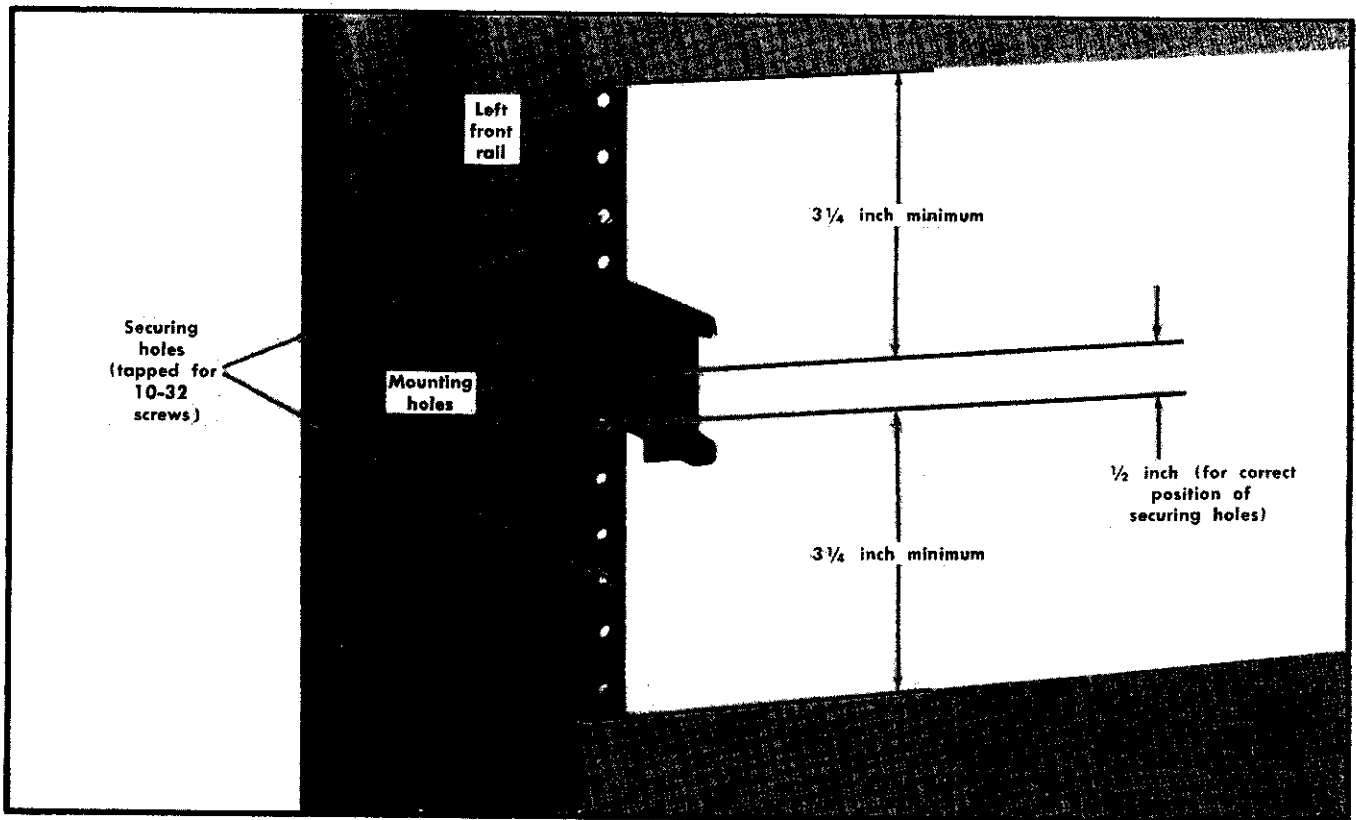 Left
front
rail
3 1/4 inch minimum
Securing
holes
(tapped for
10-32
screws)
Mounting
holes
1/2 inch (for correct
position of
securing holes)
3 1/4 inch minimum